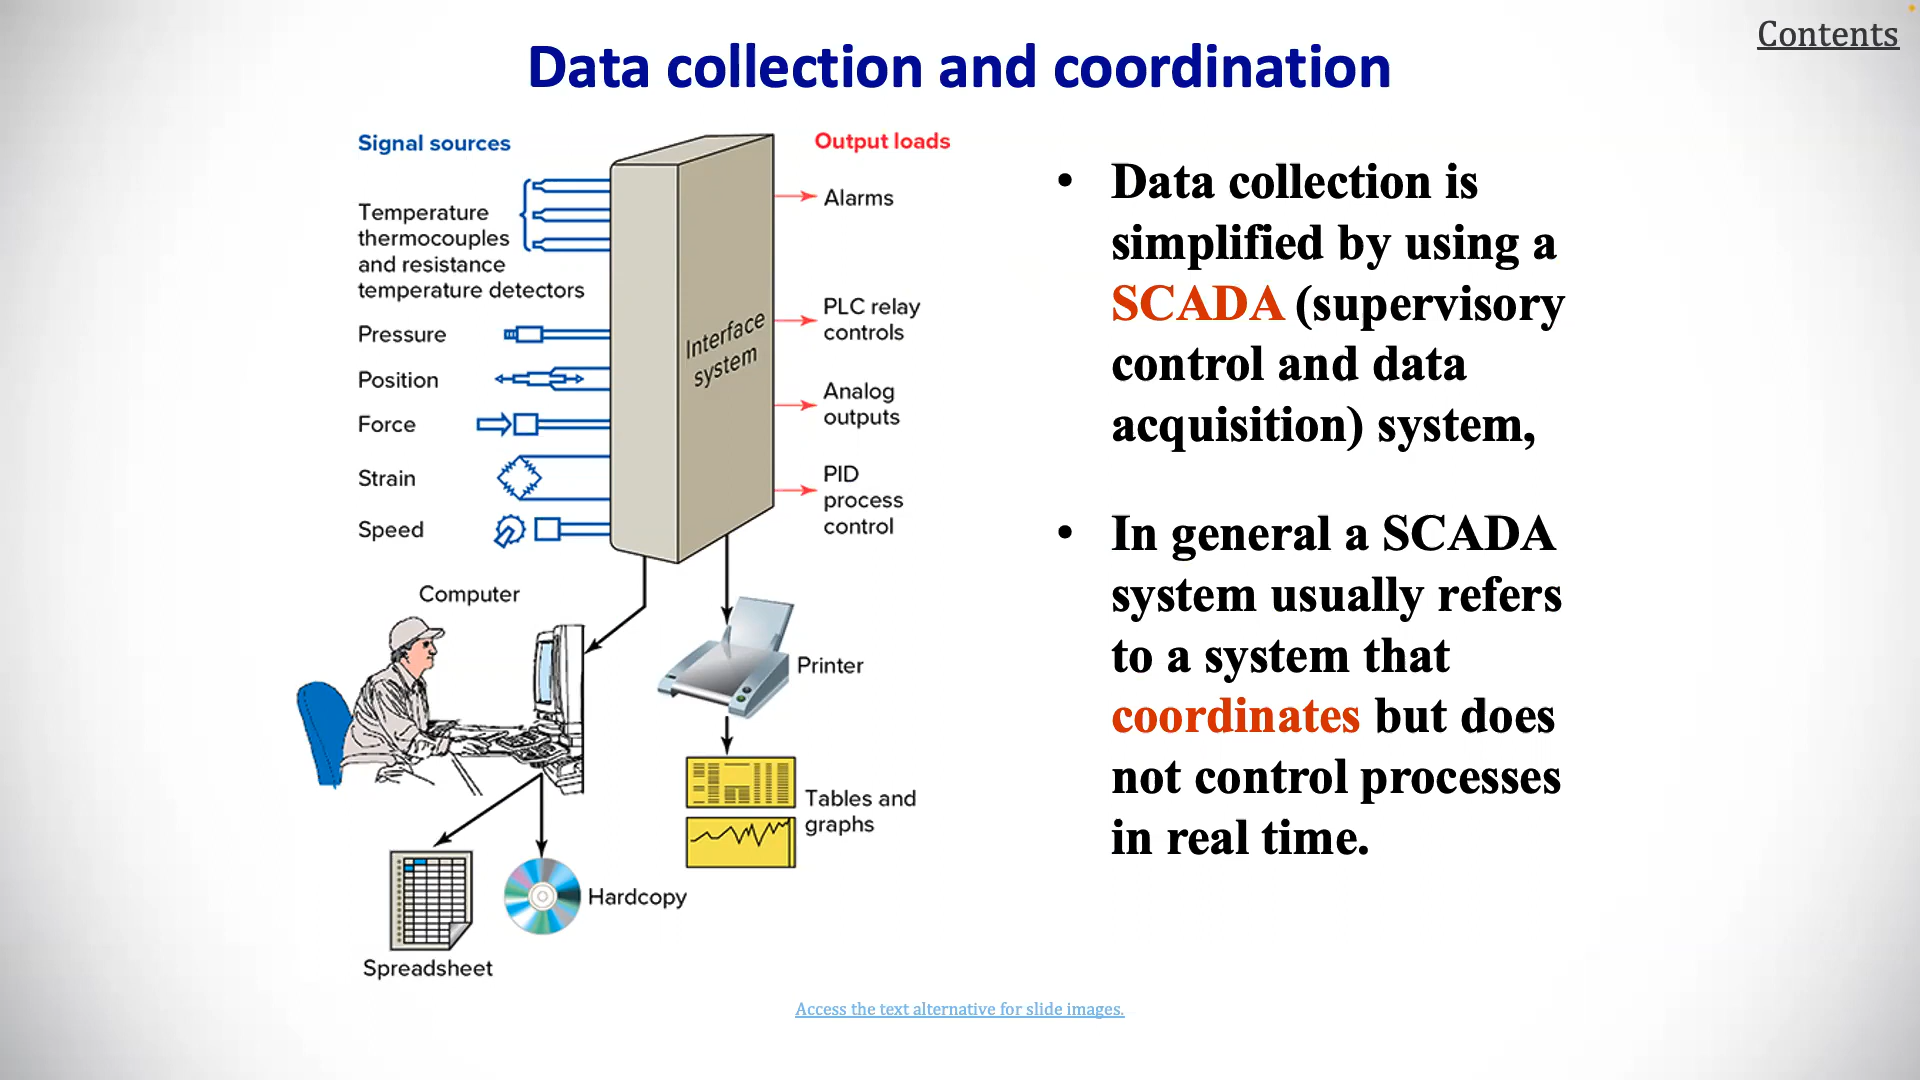 Contents
Data collection and coordination
Signal sources
Output loads
Temperature
thermocouples
and resistance
temperature detectors
Pressure
Position
Force
Strain
Speed
Interface
system
Alarms
PLC relay
controls
Analog
outputs
PID
process
control
Computer
Printer
Tables and
graphs
Hardcopy
Spreadsheet
• Data collection is
simplified by using a
SCADA (supervisory
control and data
acquisition) system,
• In general a SCADA
system usually refers
to a system that
coordinates but does
not control processes
in real time.
Access the text alternative for slide images.